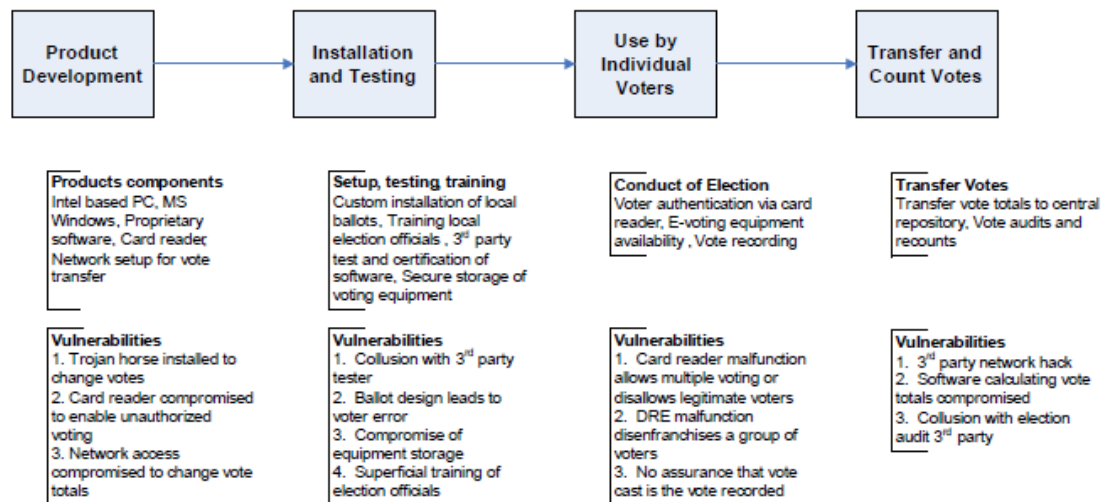 Product
Development
Installation
and Testing
Use by
Individual
Voters
Transfer and
Count Votes
Products components
Intel based PC, MS
Windows, Proprietary
software, Card reader,
Network setup for vote
transfer
Setup, testing, training
Custom installation of local
ballots, Training local
election officials , 3rd party
test and certification of
software, Secure storage of
voting equipment
Conduct of Election
Voter authentication via card
reader, E-voting equipment
availability , Vote recording
Transfer Votes
Transfer vote totals to central
repository, Vote audits and
recounts
Vulnerabilities
1. Trojan horse installed to
change votes
2. Card reader compromised
to enable unauthorized
voting
3. Network access
compromised to change vote
totals
Vulnerabilities
1. Collusion with 3rd party
tester
2. Ballot design leads to
voter error
3. Compromise of
equipment storage
4. Superficial training of
election officials
Vulnerabilities
1. Card reader malfunction
allows multiple voting or
disallows legitimate voters
2. DRE malfunction
disenfranchises a group of
voters
3. No assurance that vote
cast is the vote recorded
Vulnerabilities
1. 3rd party network hack
2. Software calculating vote
totals compromised
3. Collusion with election
audit 3rd party